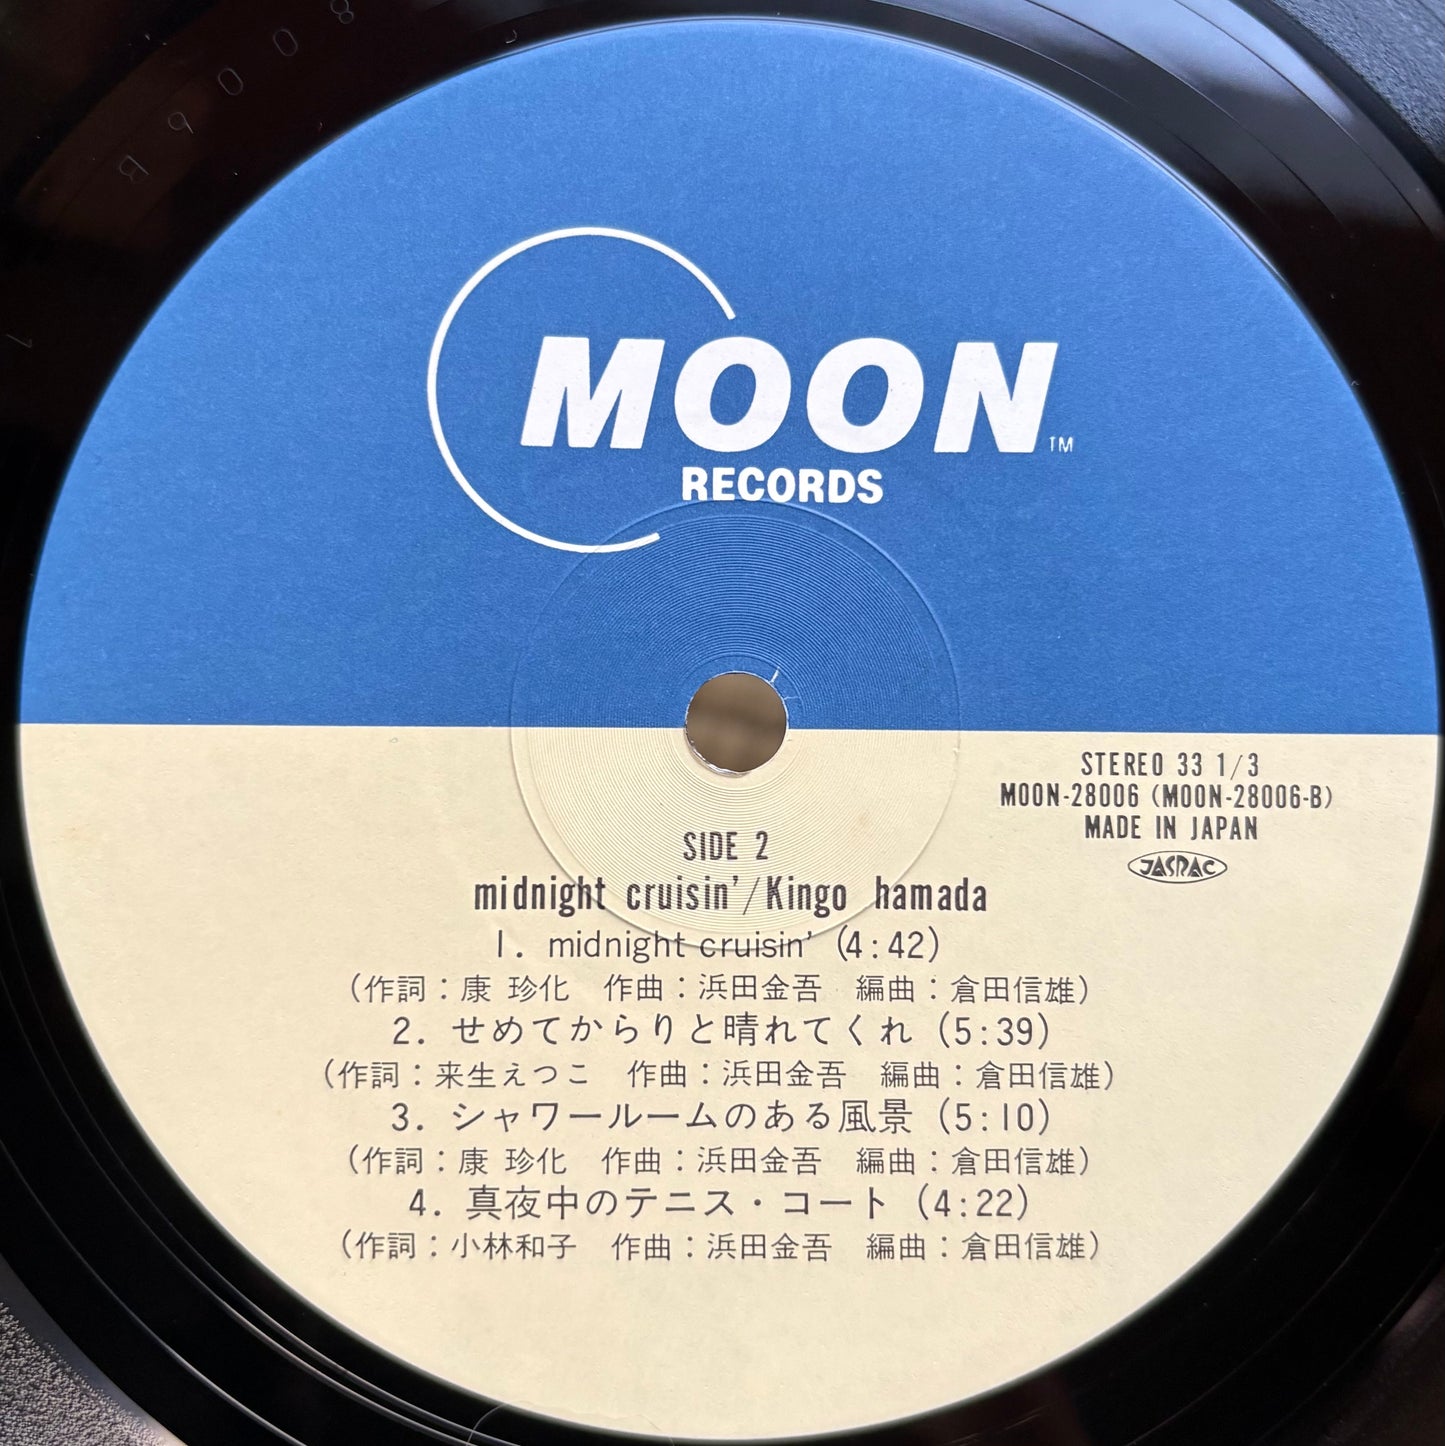 B9008
MOON™
RECORDS
STEREO 33 1/3
MOON-28006 (MOON-28006-B)
MADE IN JAPAN
JASRAC
SIDE 2
midnight cruisin'/Kingo hamada
1. midnight cruisin' (4:42)
(作詞：康 珍化 作曲：浜田金吾 編曲：倉田信雄)
2. せめてからりと晴れてくれ (5:39)
(作詞：来生えつこ 作曲：浜田金吾 編曲：倉田信雄)
3. シャワールームのある風景 (5:10)
(作詞：康 珍化 作曲：浜田金吾 編曲：倉田信雄)
4. 真夜中のテニス・コート (4:22)
(作詞：小林和子 作曲：浜田金吾 編曲：倉田信雄)